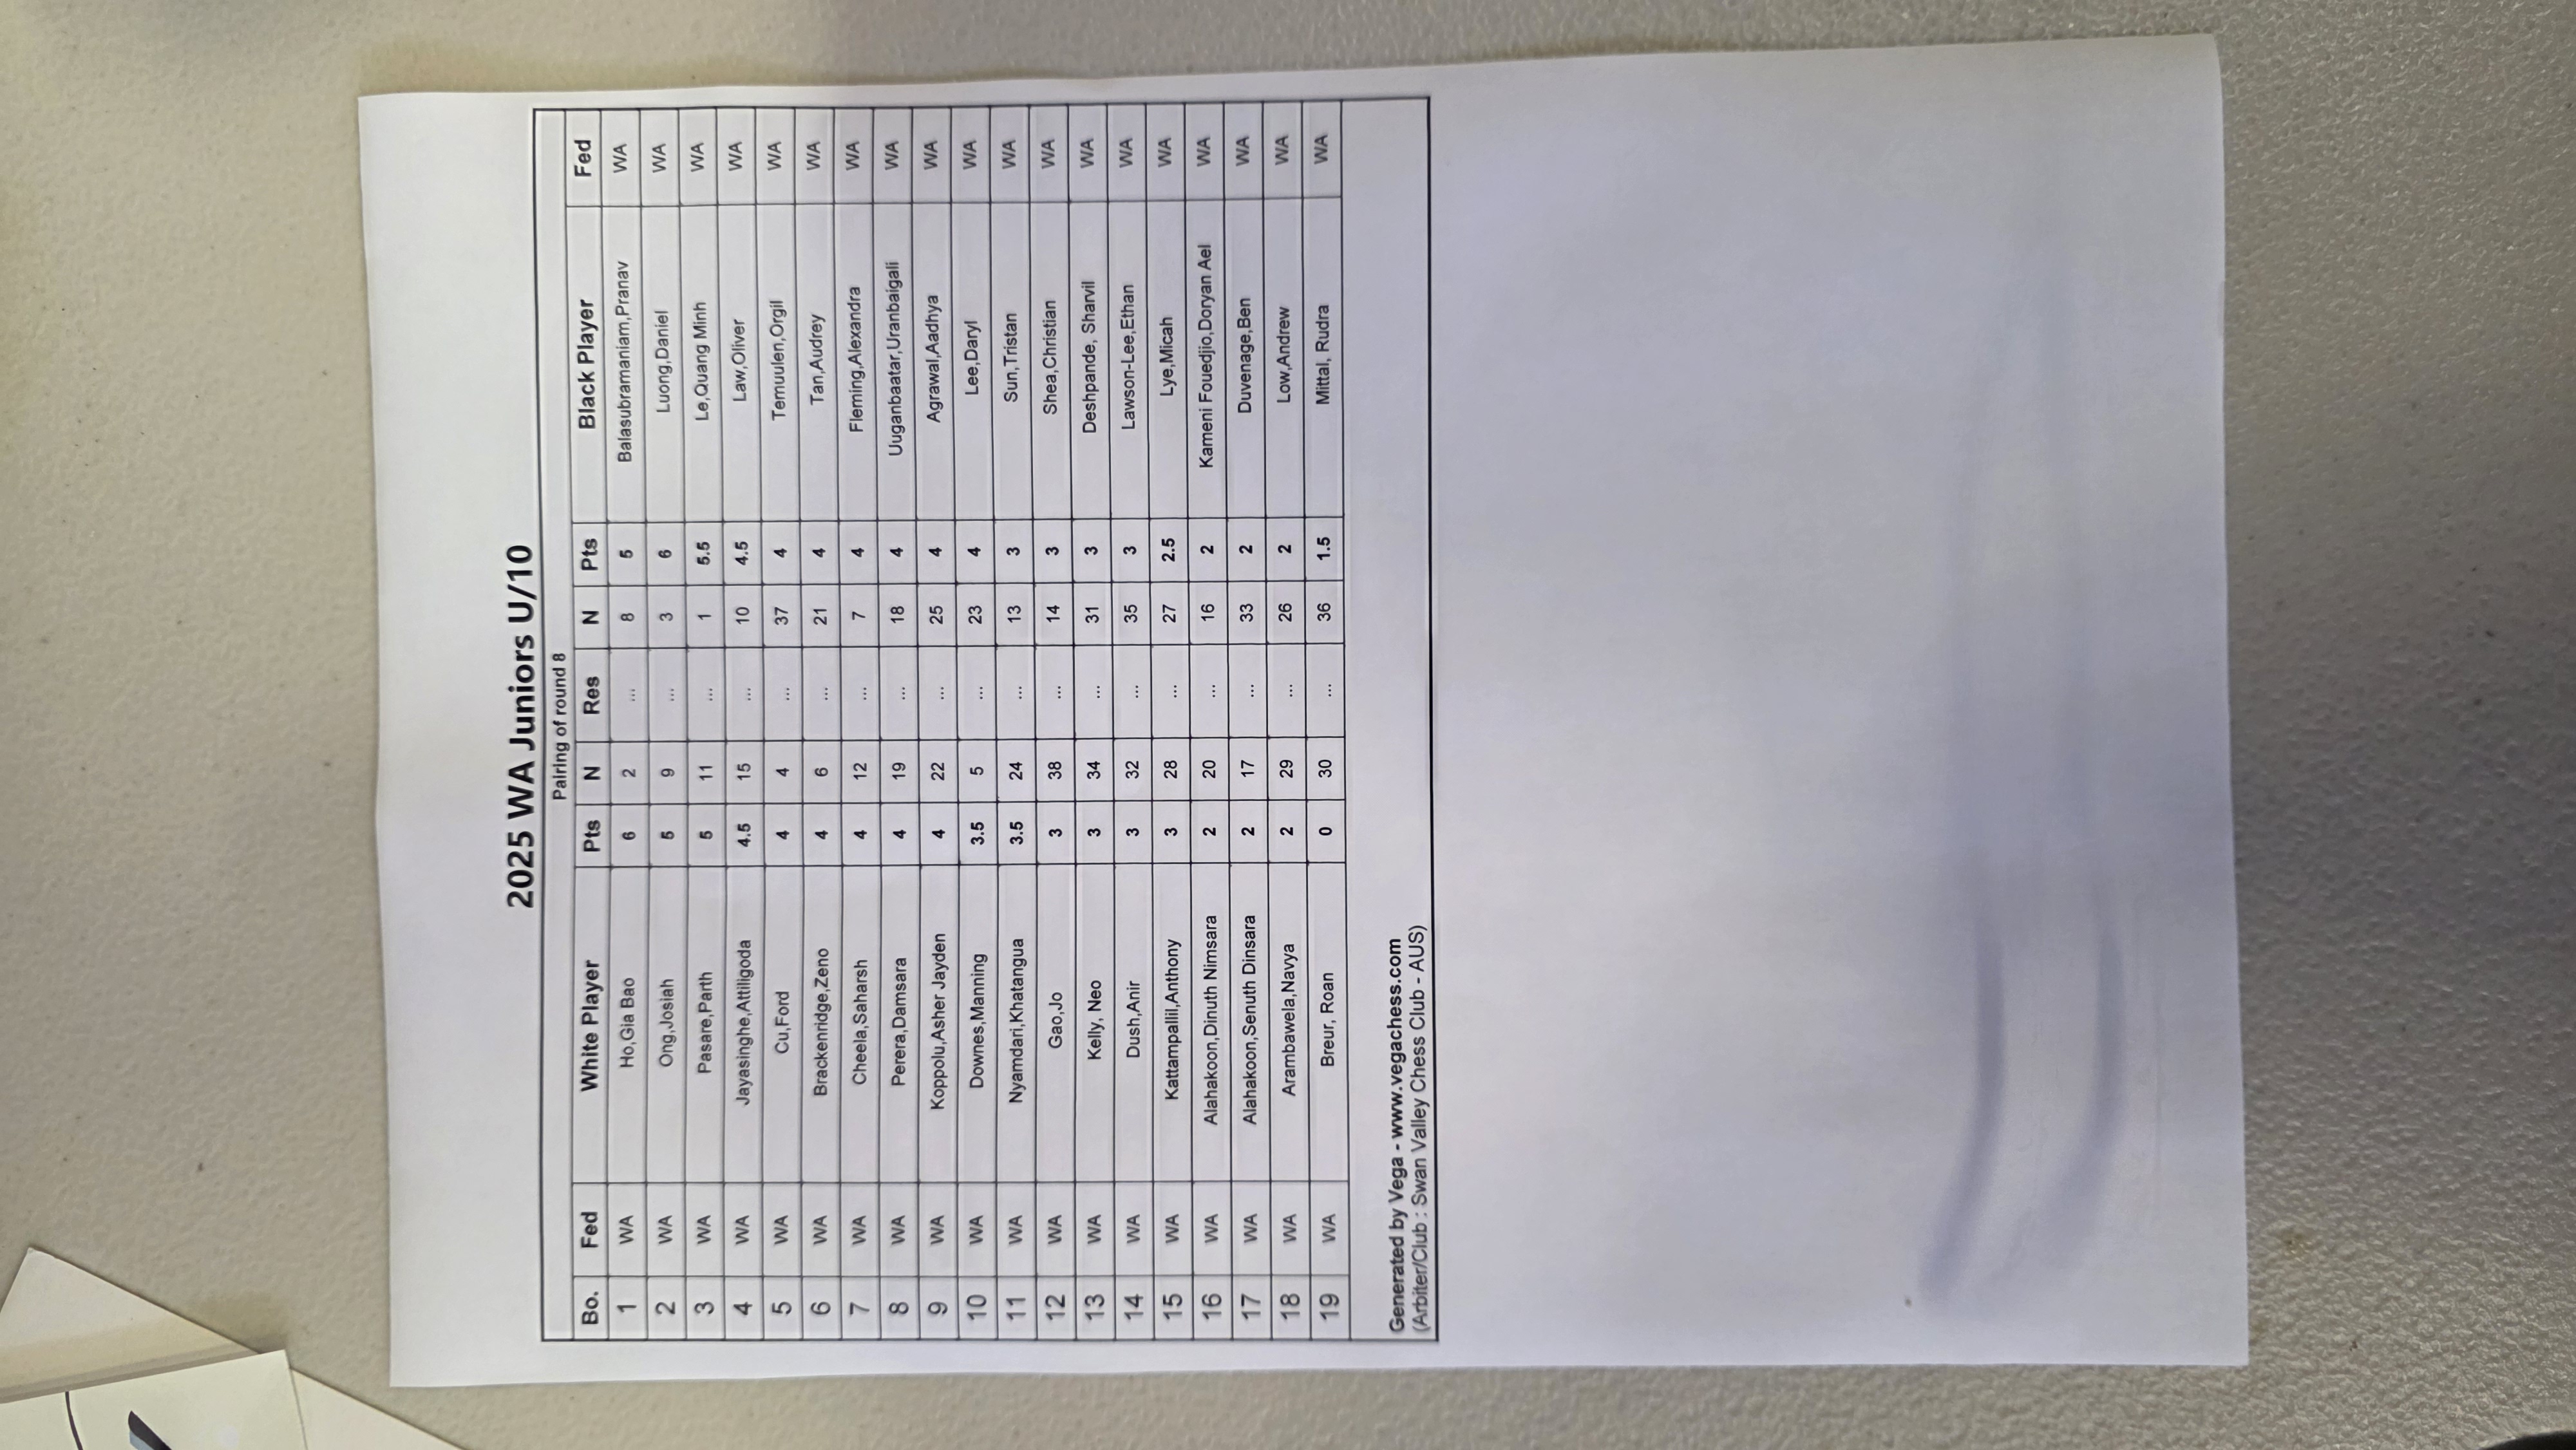 2025 WA Juniors U/10
Pairing of round 8
Bo. Fed White Player Pts N Res N Pts Black Player Fed
1 WA Ho,Gia Bao 6 2 ... 8 5 Balasubramaniam,Pranav WA
2 WA Ong,Josiah 5 9 ... 3 6 Luong,Daniel WA
3 WA Pasare,Parth 5 11 ... 1 5.5 Le,Quang Minh WA
4 WA Jayasinghe,Attiligoda 4.5 15 ... 10 4.5 Law,Oliver WA
5 WA Cu,Ford 4 4 ... 37 4 Temuulen,Orgil WA
6 WA Brackenridge,Zeno 4 6 ... 21 4 Tan,Audrey WA
7 WA Cheela,Saharsh 4 12 ... 7 4 Fleming,Alexandra WA
8 WA Perera,Damsara 4 19 ... 18 4 Uuganbaatar,Uranbaigali WA
9 WA Koppolu,Asher Jayden 4 22 ... 25 4 Agrawal,Aadhya WA
10 WA Downes,Manning 3.5 5 ... 23 4 Lee,Daryl WA
11 WA Nyamdari,Khatangua 3.5 24 ... 13 3 Sun,Tristan WA
12 WA Gao,Jo 3 38 ... 14 3 Shea,Christian WA
13 WA Kelly, Neo 3 34 ... 31 3 Deshpande, Sharvil WA
14 WA Dush,Anir 3 32 ... 35 3 Lawson-Lee,Ethan WA
15 WA Kattampallil,Anthony 3 28 ... 27 2.5 Lye,Micah WA
16 WA Alahakoon,Dinuth Nimsara 2 20 ... 16 2 Kameni Fouedjio,Doryan Ael WA
17 WA Alahakoon,Senuth Dinsara 2 17 ... 33 2 Duvenage,Ben WA
18 WA Arambawela,Navya 2 29 ... 26 2 Low,Andrew WA
19 WA Breur, Roan 0 30 ... 36 1.5 Mittal, Rudra WA
Generated by Vega - www.vegachess.com
(Arbiter/Club : Swan Valley Chess Club - AUS)